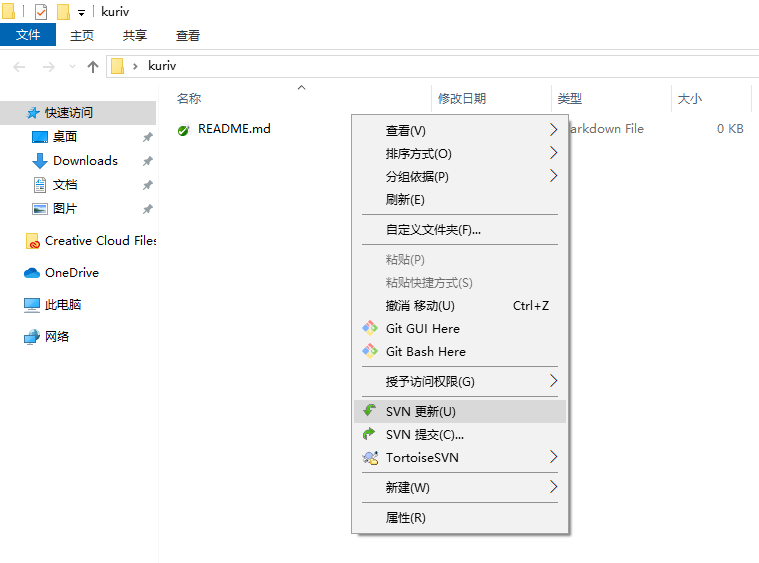 kuriv
文件 主页 共享 查看
kuriv
名称 修改日期 类型 大小
快速访问
桌面
Downloads
文档
图片
Creative Cloud Files
OneDrive
此电脑
网络
README.md arkdown File 0 KB
查看(V)
排序方式(O)
分组依据(P)
刷新(E)
自定义文件夹(F)...
粘贴(P)
粘贴快捷方式(S)
撤消 移动(U) Ctrl+Z
Git GUI Here
Git Bash Here
授予访问权限(G)
SVN 更新(U)
SVN 提交(C)...
TortoiseSVN
新建(W)
属性(R)